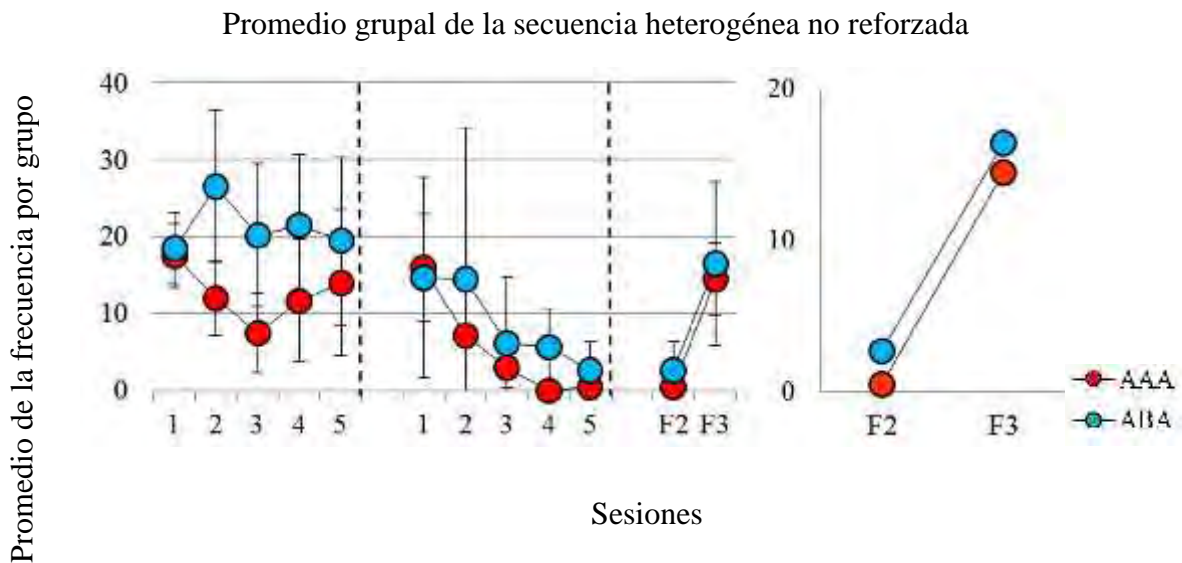 Promedio grupal de la secuencia heterogénea no reforzada
Promedio de la frecuencia por grupo
40
30
20
10
0
1 2 3 4 5
1 2 3 4 5
F2 F3
20
10
0
F2 F3
AAA
ABA
Sesiones